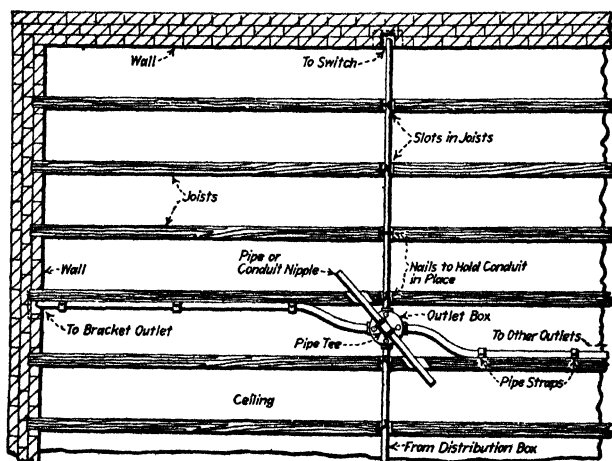 Wall
To Switch
Slots in Joists
Joists
Pipe or
Conduit Nipple
Nails to Hold Conduit
in Place
Wall
Outlet Box
To Bracket Outlet
To Other Outlets
Pipe Tee
Pipe Straps
Ceiling
From Distribution Box